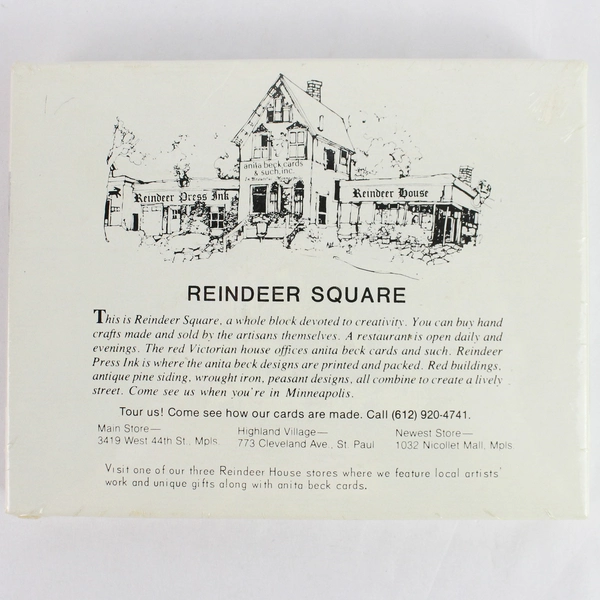 anita beck cards
& such, inc.
Reindeer Press Ink
Reindeer House
REINDEER SQUARE
This is Reindeer Square, a whole block devoted to creativity. You can buy hand
crafts made and sold by the artisans themselves. A restaurant is open daily and
evenings. The red Victorian house offices anita beck cards and such. Reindeer
Press Ink is where the anita beck designs are printed and packed. Red buildings,
antique pine siding, wrought iron, peasant designs, all combine to create a lively
street. Come see us when you're in Minneapolis.
Tour us! Come see how our cards are made. Call (612) 920-4741.
Main Store—
3419 West 44th St., Mpls.
Highland Village—
773 Cleveland Ave., St. Paul
Newest Store—
1032 Nicollet Mall, Mpls
Visit one of our three Reindeer House stores where we feature local artists'
work and unique gifts along with anita beck cards.